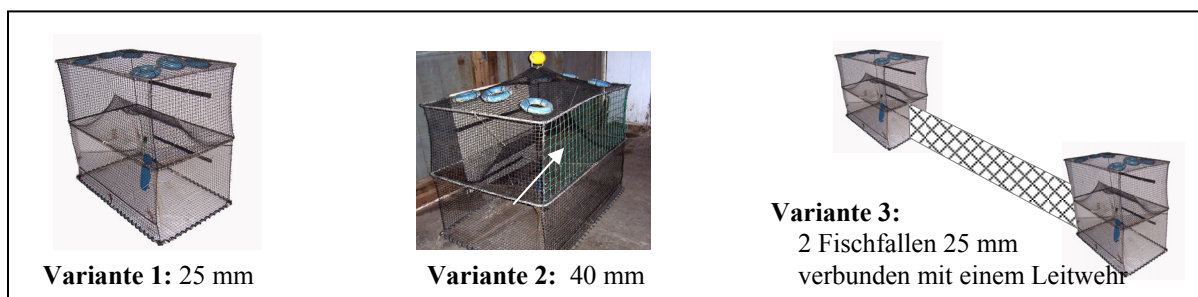 Variante 1: 25 mm
Variante 2: 40 mm
Variante 3:
2 Fischfallen 25 mm
verbunden mit einem Leitwehr